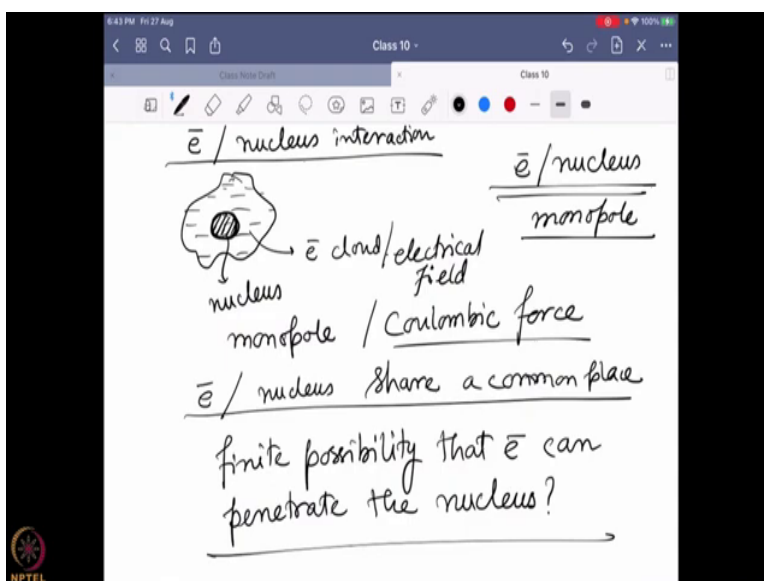 6:43 PM Fri 27 Aug
100%
Class 10
Class Note Draft
Class 10
ē / nucleus interaction
ē / nucleus
monopole
ē cloud/electrical
field
nucleus
monopole / Coulombic force
ē / nucleus share a common place
finite possibility that ē can
penetrate the nucleus?
NPTEL